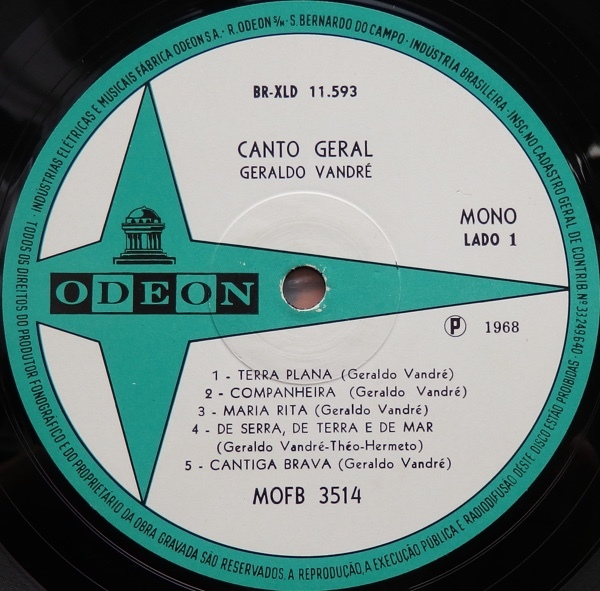 TODOS OS DIREITOS DO PRODUTOR FONOGRÁFICO E DO PROPRIETÁRIO DA OBRA GRAVADA SÃO RESERVADOS. A REPRODUÇÃO, A EXECUÇÃO PÚBLICA E RADIODIFUSÃO DESTE DISCO ESTÃO PROIBIDAS
· INDÚSTRIAS ELÉTRICAS E MUSICAIS FÁBRICA ODEON S.A. - R. ODEON S/N - S. BERNARDO DO CAMPO - INDÚSTRIA BRASILEIRA - INSC. NO CADASTRO GERAL DE CONTRIB. Nº 33249640 ·
BR-XLD 11.593
CANTO GERAL
GERALDO VANDRÉ
MONO
LADO 1
ODEON
Ⓟ 1968
1 - TERRA PLANA (Geraldo Vandré)
2 - COMPANHEIRA (Geraldo Vandré)
3 - MARIA RITA (Geraldo Vandré)
4 - DE SERRA, DE TERRA E DE MAR
(Geraldo Vandré-Théo-Hermeto)
5 - CANTIGA BRAVA (Geraldo Vandré)
MOFB 3514